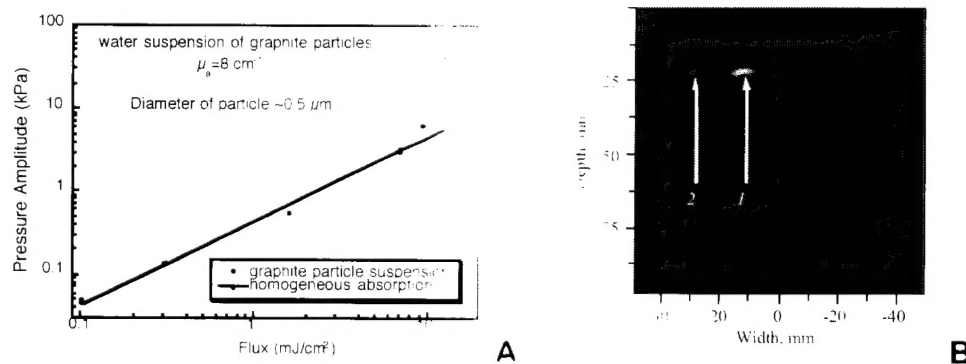 100
10
1
0.1
Pressure Amplitude (kPa)
water suspension of graphite particles
μa=8 cm-1
Diameter of particle ~0.5 μm
graphite particle suspension
homogeneous absorption
0.1
1
Flux (mJ/cm²)
A
2
1
20
0
-20
-40
Width, mm
B